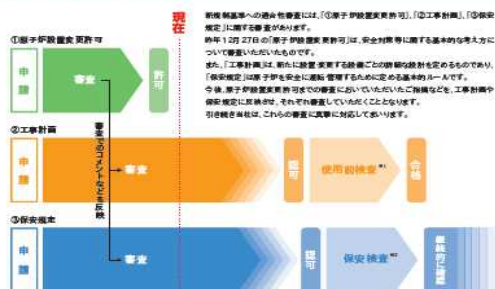 現在
新規制基準への適合性審査には、「①原子炉設置変更許可」、「②工事計画」、「③保安
規定」に関する審査があります。
昨年12月27日の「原子炉設置変更許可」は、安全対策等に関する基本的な考え方に
ついて審査いただいたものです。
また、「工事計画」は、新たに設置・変更する設備ごとの詳細な設計を定めるものであり、
「保安規定」は原子炉を安全に運転・管理するために定める基本的ルールです。
今後、原子炉設置変更許可までの審査においていただいたご指摘などを、工事計画や
保安規定に反映させ、それぞれ審査していただくこととなります。
引き続き当社は、これらの審査に真摯に対応してまいります。
①原子炉設置変更許可
申請
審査
許可
審査でのコメントなども反映
②工事計画
申請
審査
認可
使用前検査※1
合格
③保安規定
申請
審査
認可
保安検査※2
継続的に確認